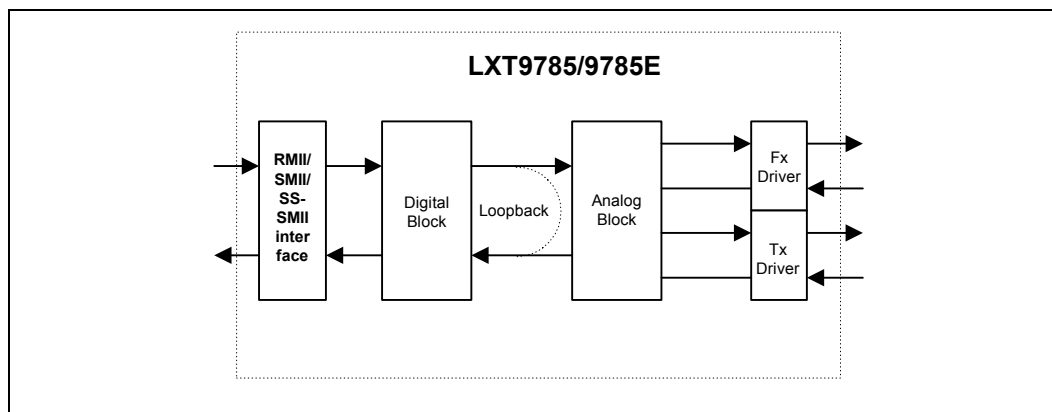 LXT9785/9785E
RMII/
SMII/
SS-
SMII
inter
face
Digital
Block
Loopback
Analog
Block
Fx
Driver
Tx
Driver